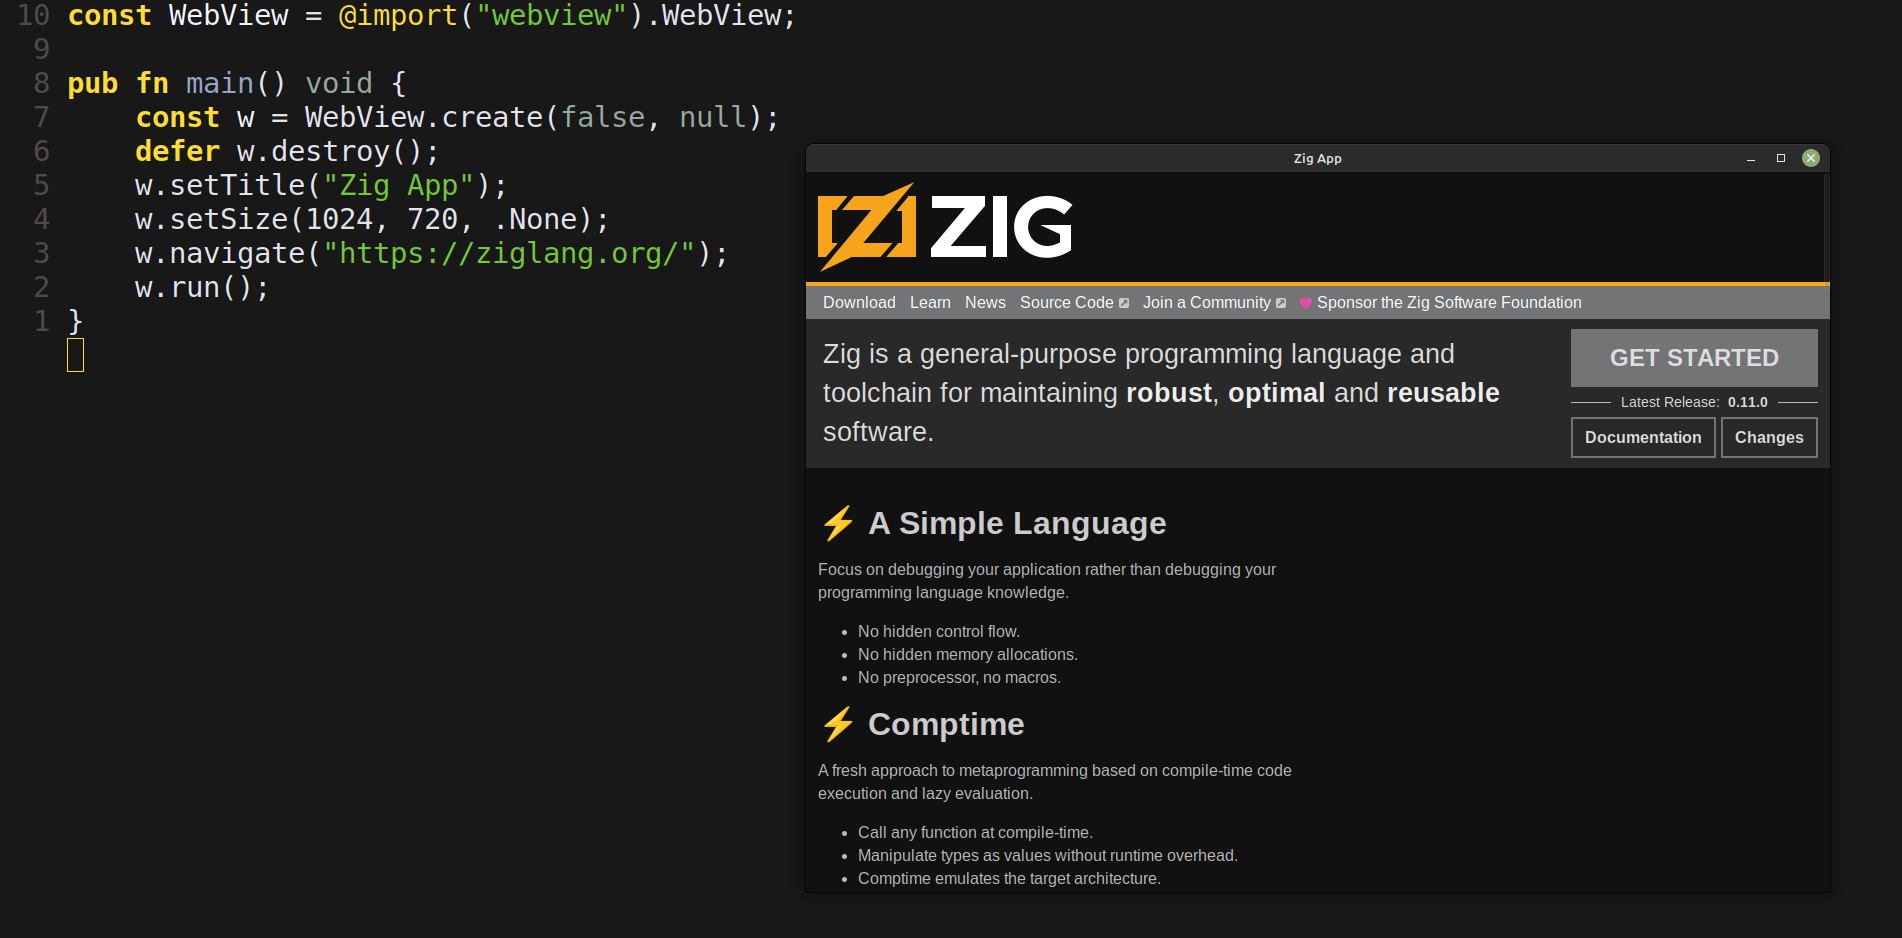 10 const WebView = @import("webview").WebView;
9
8 pub fn main() void {
7     const w = WebView.create(false, null);
6     defer w.destroy();
5     w.setTitle("Zig App");
4     w.setSize(1024, 720, .None);
3     w.navigate("https://ziglang.org/");
2     w.run();
1 }
Zig App
ZIG
Download Learn News Source Code Join a Community Sponsor the Zig Software Foundation
Zig is a general-purpose programming language and
toolchain for maintaining robust, optimal and reusable
software.
GET STARTED
Latest Release: 0.11.0
Documentation Changes
⚡ A Simple Language
Focus on debugging your application rather than debugging your
programming language knowledge.
• No hidden control flow.
• No hidden memory allocations.
• No preprocessor, no macros.
⚡ Comptime
A fresh approach to metaprogramming based on compile-time code
execution and lazy evaluation.
• Call any function at compile-time.
• Manipulate types as values without runtime overhead.
• Comptime emulates the target architecture.